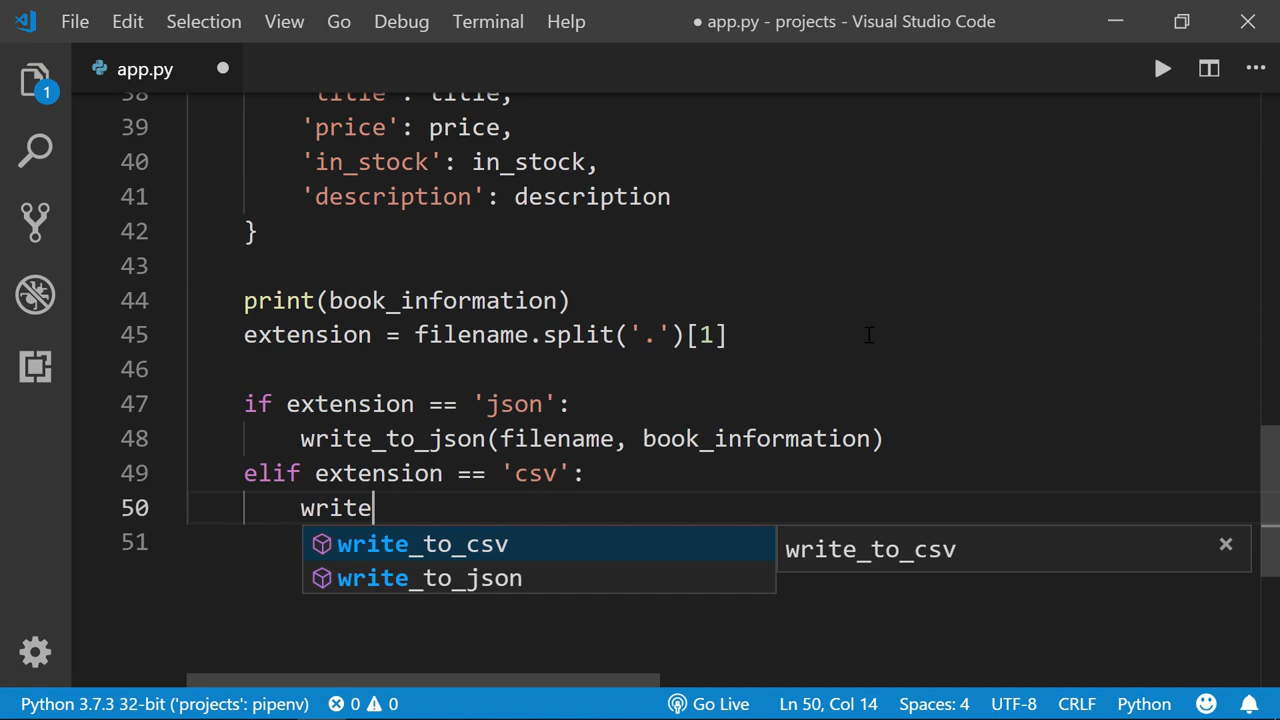 File Edit Selection View Go Debug Terminal Help ● app.py - projects - Visual Studio Code
app.py
1
38 'title': title,
39 'price': price,
40 'in_stock': in_stock,
41 'description': description
42 }
43
44 print(book_information)
45 extension = filename.split('.')[1]
46
47 if extension == 'json':
48 write_to_json(filename, book_information)
49 elif extension == 'csv':
50 write
51
write_to_csv write_to_csv
write_to_json
Python 3.7.3 32-bit ('projects': pipenv) 0 0 Go Live Ln 50, Col 14 Spaces: 4 UTF-8 CRLF Python